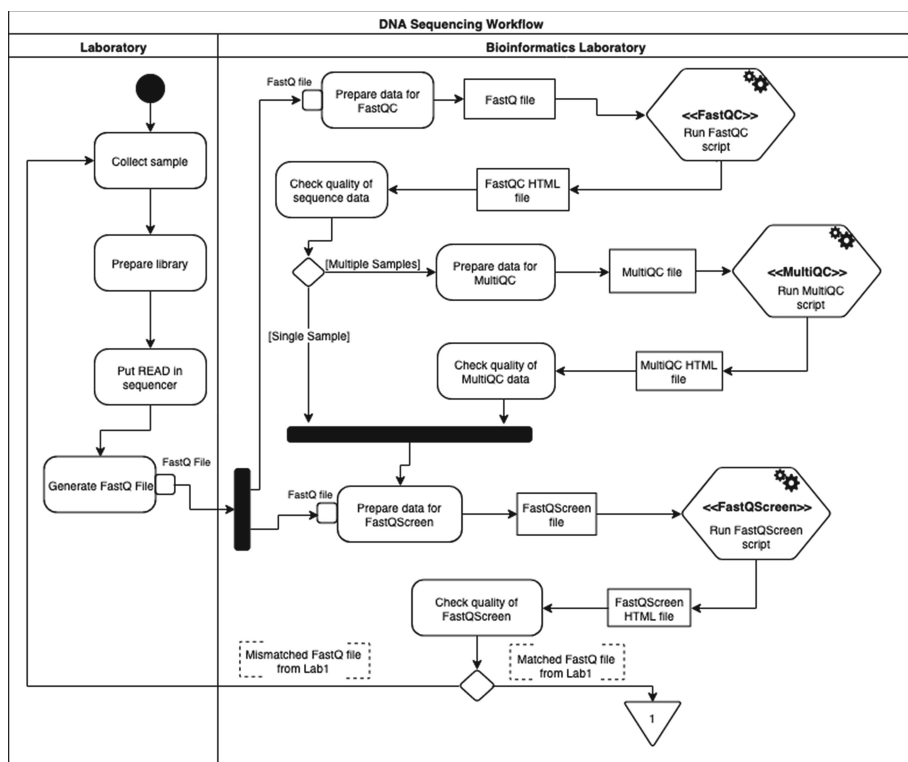 DNA Sequencing Workflow
Laboratory
Bioinformatics Laboratory
FastQ file
Prepare data for
FastQC
FastQ file
<<FastQC>>
Run FastQC
script
Collect sample
Check quality of
sequence data
FastQC HTML
file
Prepare library
[Multiple Samples]
Prepare data for
MultiQC
MultiQC file
<<MultiQC>>
Run MultiQC
script
[Single Sample]
Put READ in
sequencer
Check quality of
MultiQC data
MultiQC HTML
file
Generate FastQ File
FastQ File
FastQ file
Prepare data for
FastQScreen
FastQScreen
file
<<FastQScreen>>
Run FastQScreen
script
Check quality of
FastQScreen
FastQScreen
HTML file
Mismatched FastQ file
from Lab1
Matched FastQ file
from Lab1
1